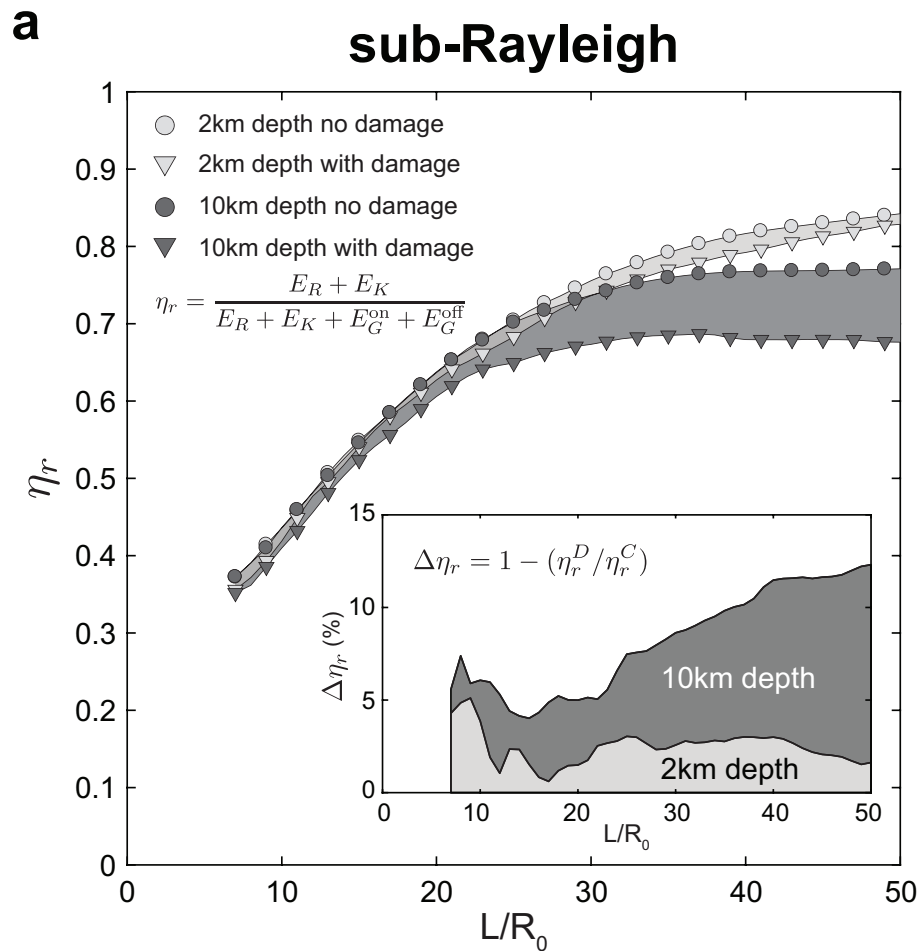 a
sub-Rayleigh
1
0.9
0.8
0.7
0.6
0.5
0.4
0.3
0.2
0.1
0
η_r
2km depth no damage
2km depth with damage
10km depth no damage
10km depth with damage
η_r = (E_R + E_K) / (E_R + E_K + E_G^on + E_G^off)
15
10
5
0
Δη_r (%)
Δη_r = 1 − (η_r^D/η_r^C)
10km depth
2km depth
0 10 20 30 40 50
L/R_0
0 10 20 30 40 50
L/R_0